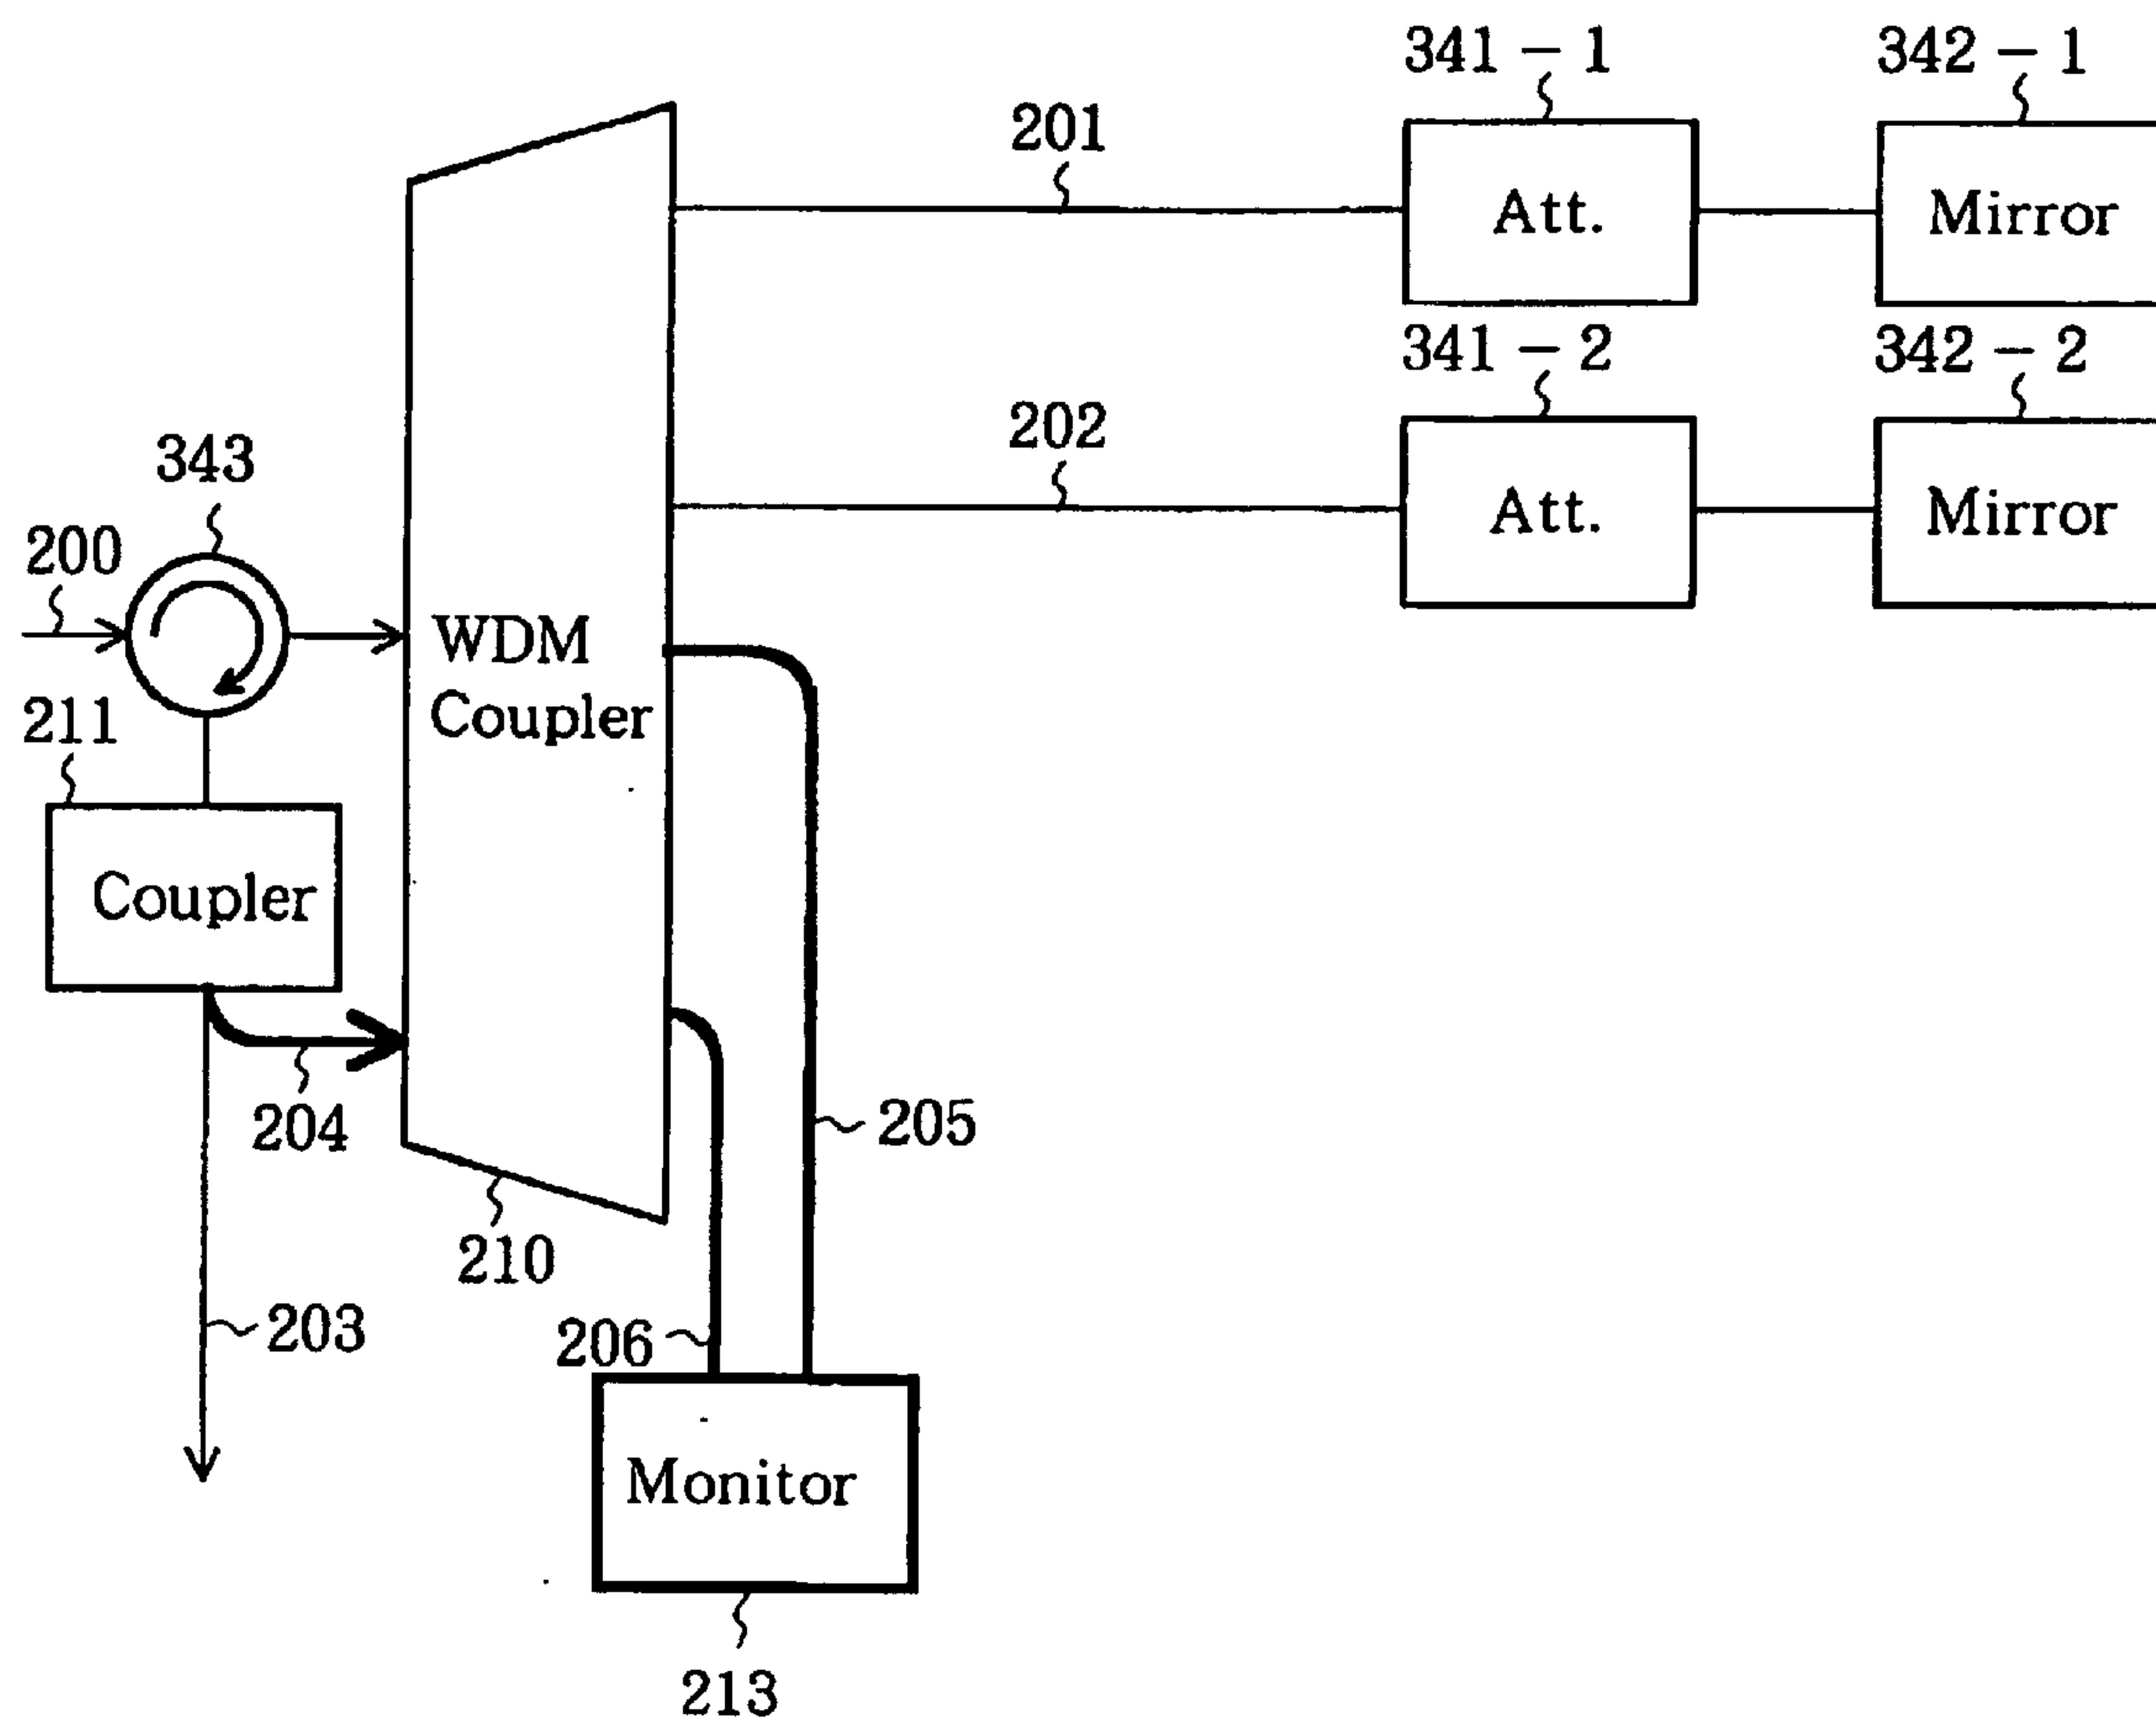 341 - 1
342 - 1
201
Att.
Mirror
341 - 2
342 - 2
202
343
Att.
Mirror
200
WDM
Coupler
211
Coupler
204
205
210
203
206
Monitor
213